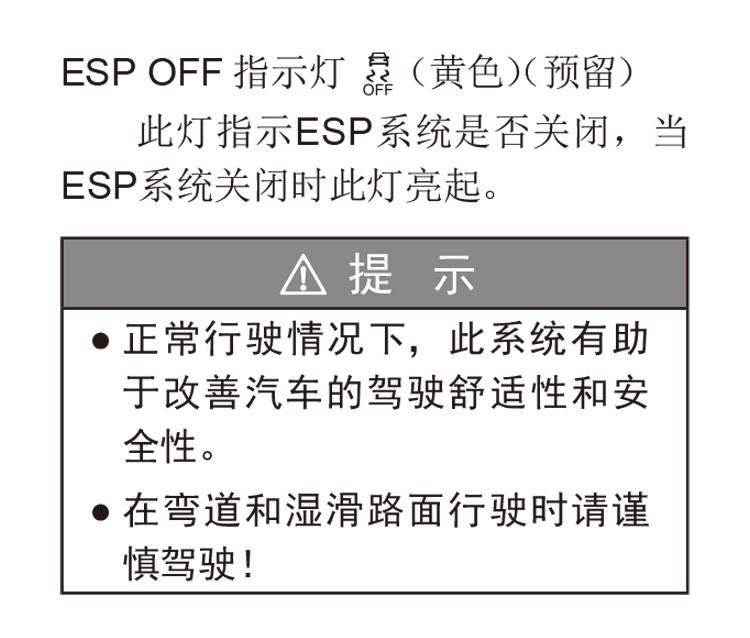 ESP OFF 指示灯 OFF（黄色）（预留）
此灯指示ESP系统是否关闭，当
ESP系统关闭时此灯亮起。
提 示
● 正常行驶情况下，此系统有助
于改善汽车的驾驶舒适性和安
全性。
● 在弯道和湿滑路面行驶时请谨
慎驾驶！